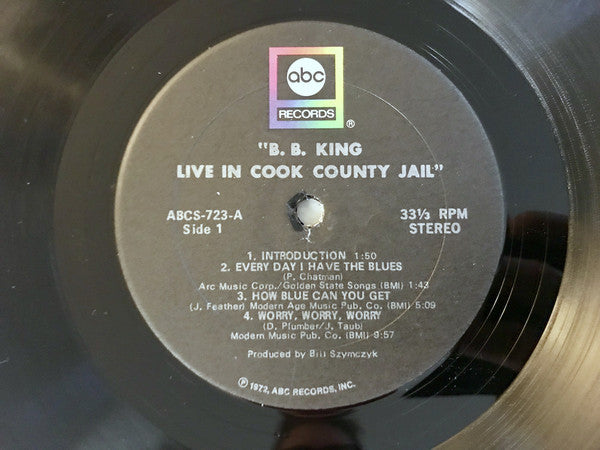 abc
RECORDS
®
"B. B. KING
LIVE IN COOK COUNTY JAIL"
ABCS-723-A 33⅓ RPM
Side 1 STEREO
1. INTRODUCTION 1:50
2. EVERY DAY I HAVE THE BLUES
(P. Chatman)
Arc Music Corp./Golden State Songs (BMI) 1:43
3. HOW BLUE CAN YOU GET
(J. Feather) Modern Age Music Pub. Co. (BMI) 5:09
4. WORRY, WORRY, WORRY
(D. Pfumbar/J. Taub)
Modern Music Pub. Co. (BMI) 9:57
Produced by Bill Szymczyk
℗ 1972, ABC RECORDS, INC.